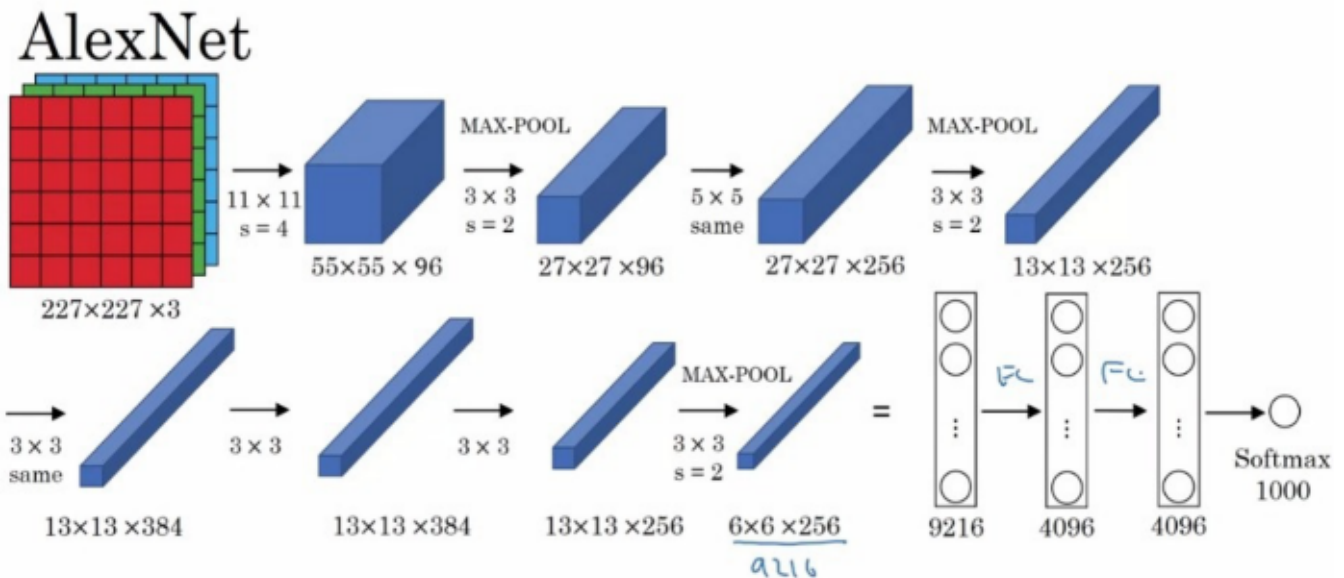 AlexNet
MAX-POOL
MAX-POOL
11 × 11
s = 4
3 × 3
s = 2
5 × 5
same
3 × 3
s = 2
227×227 ×3
55×55 × 96
27×27 ×96
27×27 ×256
13×13 ×256
MAX-POOL
FC
FC
=
3 × 3
same
3 × 3
3 × 3
3 × 3
s = 2
...
...
...
Softmax
1000
13×13 ×384
13×13 ×384
13×13 ×256
6×6 ×256
9216
4096
4096
9216